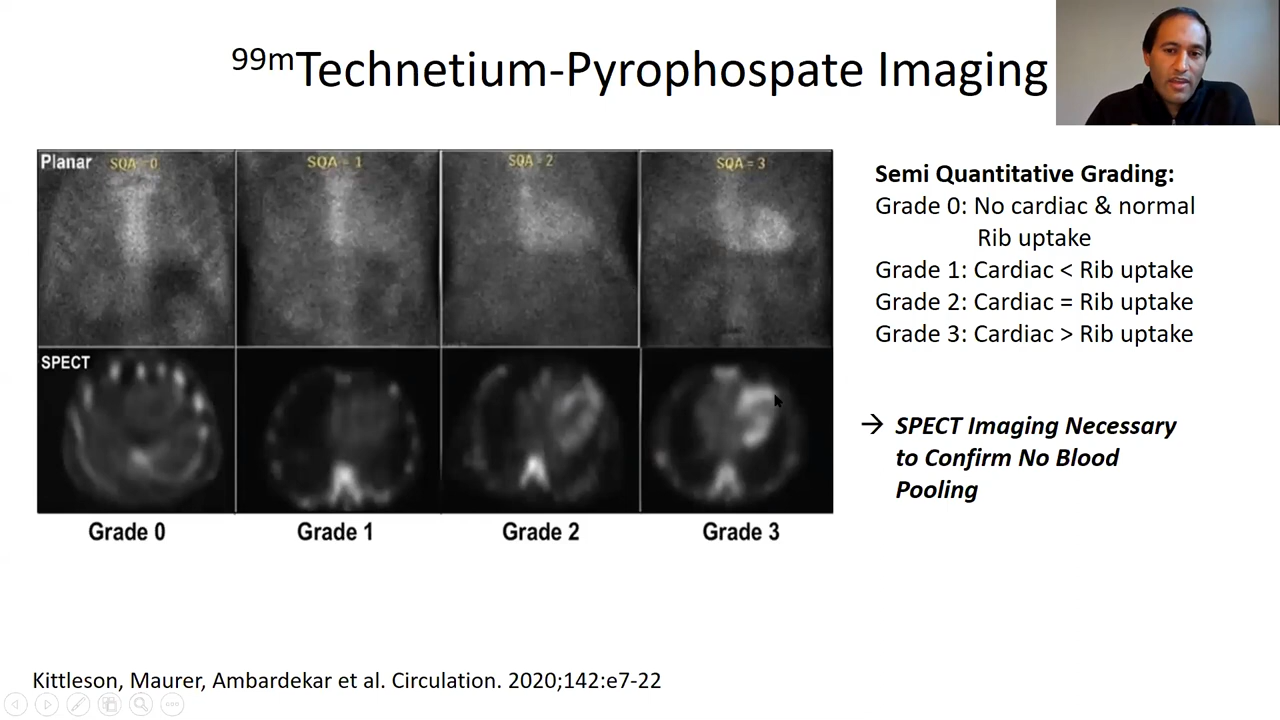 99mTechnetium-Pyrophospate Imaging
Planar
SQA = 0
SQA = 1
SQA = 2
SQA = 3
SPECT
Grade 0
Grade 1
Grade 2
Grade 3
Semi Quantitative Grading:
Grade 0: No cardiac & normal
Rib uptake
Grade 1: Cardiac < Rib uptake
Grade 2: Cardiac = Rib uptake
Grade 3: Cardiac > Rib uptake
→ SPECT Imaging Necessary
to Confirm No Blood
Pooling
Kittleson, Maurer, Ambardekar et al. Circulation. 2020;142:e7-22